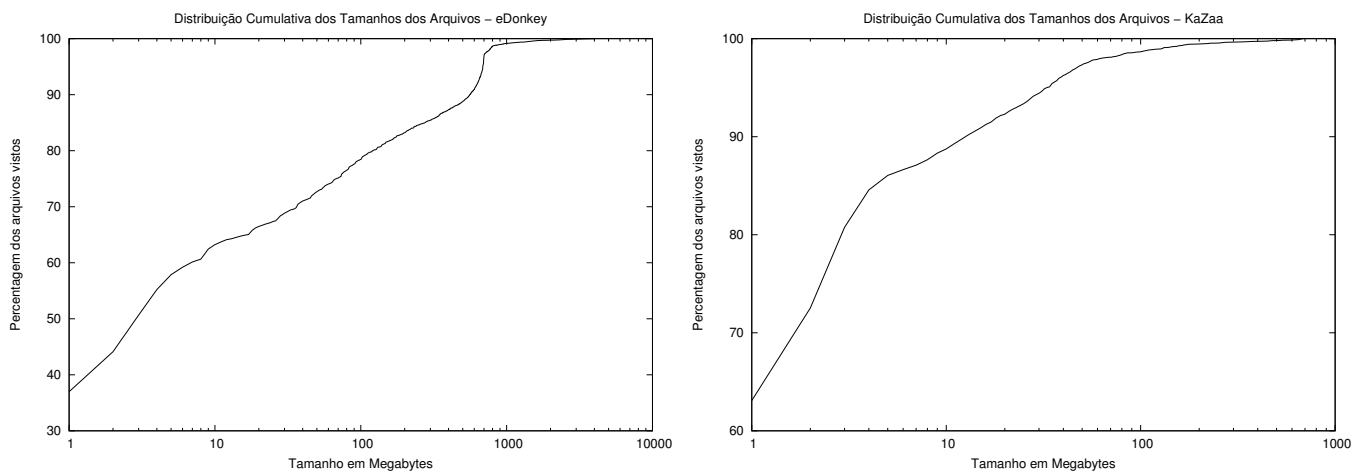 Distribuição Cumulativa dos Tamanhos dos Arquivos – eDonkey
100
90
80
70
60
50
40
30
Percentagem dos arquivos vistos
1 10 100 1000 10000
Tamanho em Megabytes
Distribuição Cumulativa dos Tamanhos dos Arquivos – KaZaa
100
90
80
70
60
Percentagem dos arquivos vistos
1 10 100 1000
Tamanho em Megabytes